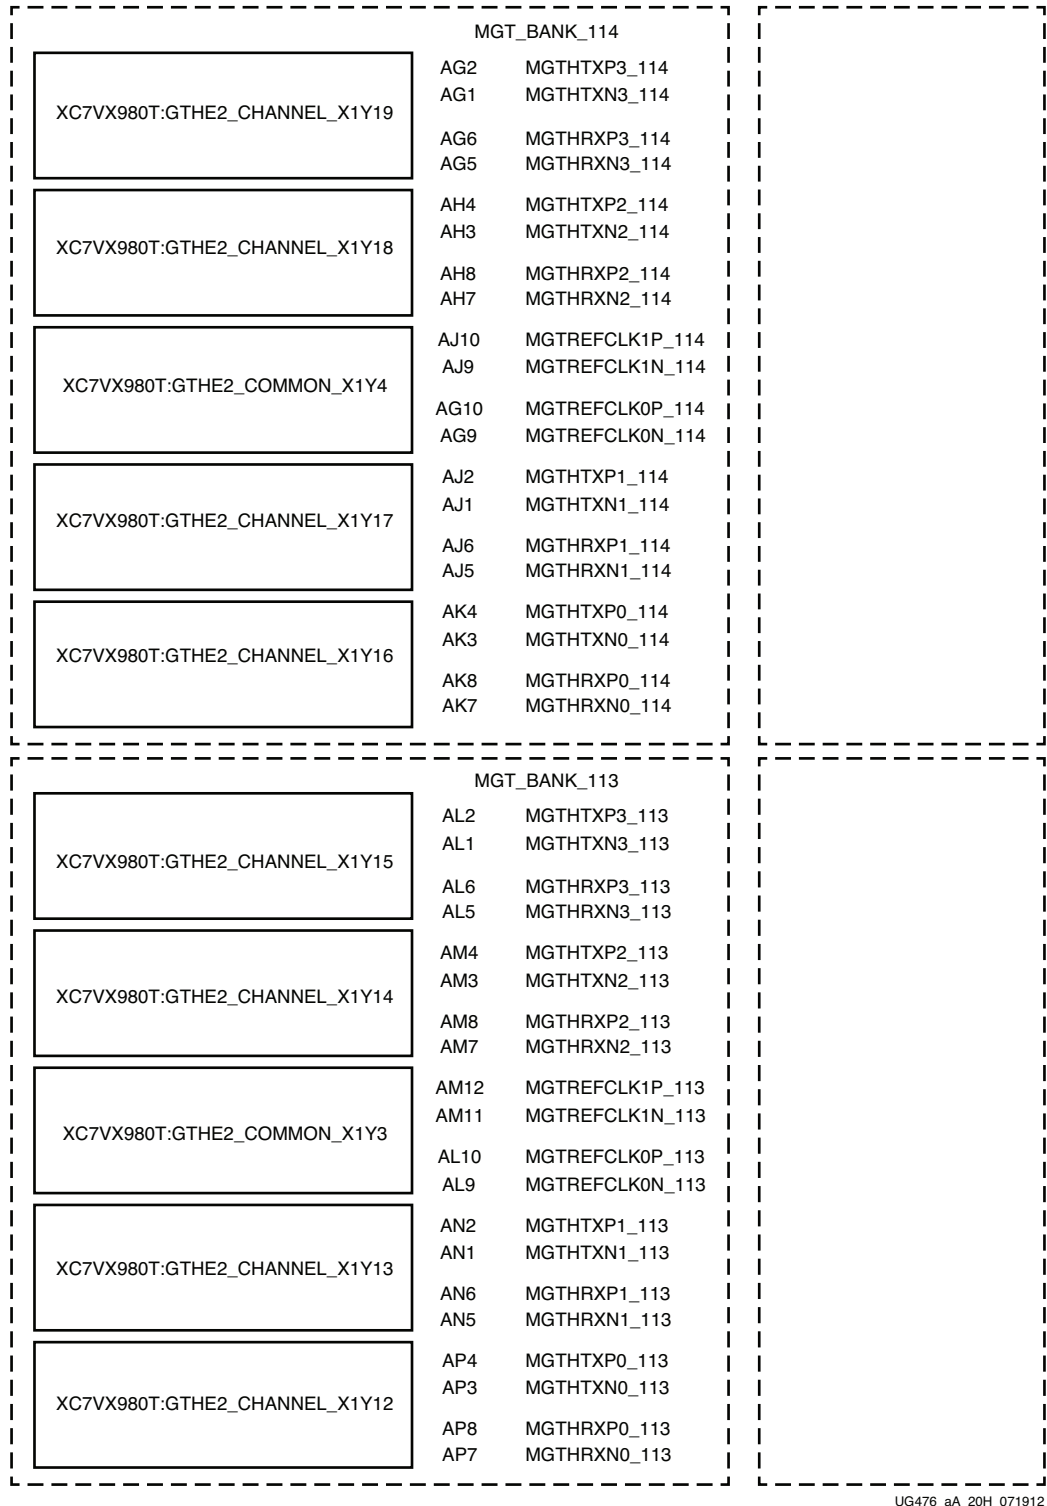 MGT_BANK_114
AG2 MGTHTXP3_114
AG1 MGTHTXN3_114
XC7VX980T:GTHE2_CHANNEL_X1Y19
AG6 MGTHRXP3_114
AG5 MGTHRXN3_114
AH4 MGTHTXP2_114
AH3 MGTHTXN2_114
XC7VX980T:GTHE2_CHANNEL_X1Y18
AH8 MGTHRXP2_114
AH7 MGTHRXN2_114
AJ10 MGTREFCLK1P_114
AJ9 MGTREFCLK1N_114
XC7VX980T:GTHE2_COMMON_X1Y4
AG10 MGTREFCLK0P_114
AG9 MGTREFCLK0N_114
AJ2 MGTHTXP1_114
AJ1 MGTHTXN1_114
XC7VX980T:GTHE2_CHANNEL_X1Y17
AJ6 MGTHRXP1_114
AJ5 MGTHRXN1_114
AK4 MGTHTXP0_114
AK3 MGTHTXN0_114
XC7VX980T:GTHE2_CHANNEL_X1Y16
AK8 MGTHRXP0_114
AK7 MGTHRXN0_114
MGT_BANK_113
AL2 MGTHTXP3_113
AL1 MGTHTXN3_113
XC7VX980T:GTHE2_CHANNEL_X1Y15
AL6 MGTHRXP3_113
AL5 MGTHRXN3_113
AM4 MGTHTXP2_113
AM3 MGTHTXN2_113
XC7VX980T:GTHE2_CHANNEL_X1Y14
AM8 MGTHRXP2_113
AM7 MGTHRXN2_113
AM12 MGTREFCLK1P_113
AM11 MGTREFCLK1N_113
XC7VX980T:GTHE2_COMMON_X1Y3
AL10 MGTREFCLK0P_113
AL9 MGTREFCLK0N_113
AN2 MGTHTXP1_113
AN1 MGTHTXN1_113
XC7VX980T:GTHE2_CHANNEL_X1Y13
AN6 MGTHRXP1_113
AN5 MGTHRXN1_113
AP4 MGTHTXP0_113
AP3 MGTHTXN0_113
XC7VX980T:GTHE2_CHANNEL_X1Y12
AP8 MGTHRXP0_113
AP7 MGTHRXN0_113
UG476_aA_20H_071912